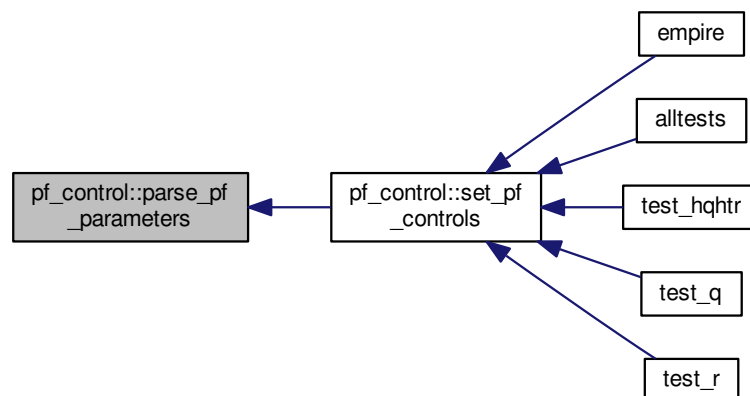 pf_control::parse_pf
_parameters
pf_control::set_pf
_controls
empire
alltests
test_hqhtr
test_q
test_r